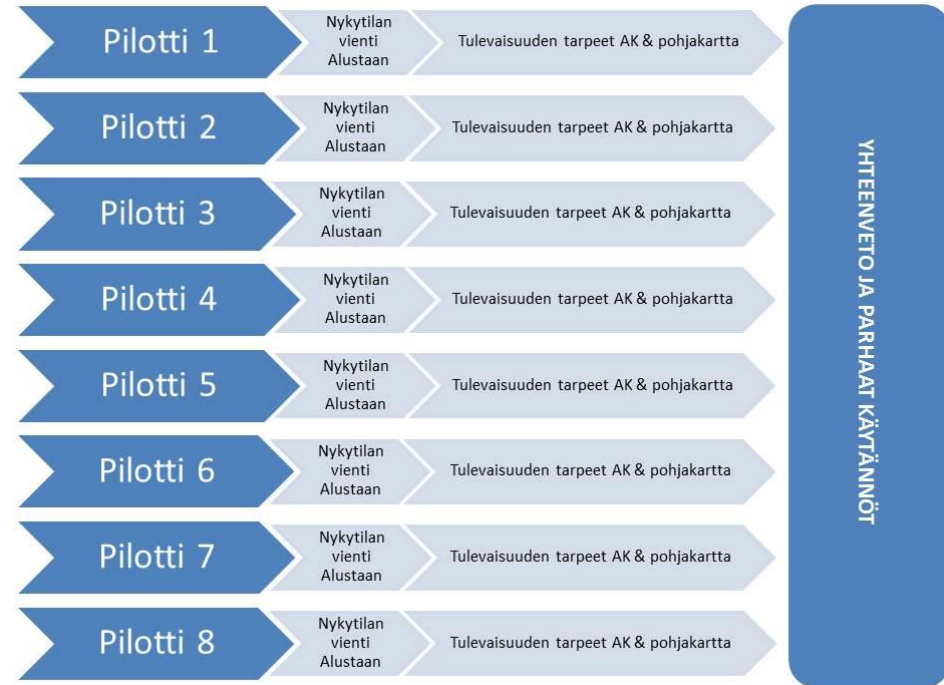 Pilotti 1
Nykytilan
vienti
Alustaan
Tulevaisuuden tarpeet AK & pohjakartta
Pilotti 2
Nykytilan
vienti
Alustaan
Tulevaisuuden tarpeet AK & pohjakartta
Pilotti 3
Nykytilan
vienti
Alustaan
Tulevaisuuden tarpeet AK & pohjakartta
Pilotti 4
Nykytilan
vienti
Alustaan
Tulevaisuuden tarpeet AK & pohjakartta
Pilotti 5
Nykytilan
vienti
Alustaan
Tulevaisuuden tarpeet AK & pohjakartta
Pilotti 6
Nykytilan
vienti
Alustaan
Tulevaisuuden tarpeet AK & pohjakartta
Pilotti 7
Nykytilan
vienti
Alustaan
Tulevaisuuden tarpeet AK & pohjakartta
Pilotti 8
Nykytilan
vienti
Alustaan
Tulevaisuuden tarpeet AK & pohjakartta
YHTEENVETO JA PARHAAT KÄYTÄNNÖT